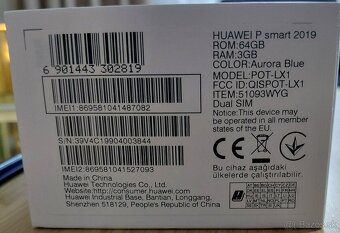 HUAWEI P smart 2019
ROM:64GB
RAM:3GB
COLOR:Aurora Blue
MODEL:POT-LX1
FCC ID:QISPOT-LX1
ITEM:51093WYG
Dual SIM
"Notice:This device may
be operated in all member
states of the EU."
6 901443 302819
IMEI1:869581041487082
S/N:39V4C19904003844
IMEI2:869581041527093
Made in China
Huawei Technologies Co., Ltd.
Website: consumer.huawei.com
Huawei Industrial Base, Bantian, Longgang,
Shenzhen 518129, People's Republic of China
Bu cihaz aşağıdaki
ülkelerde çalışabilir